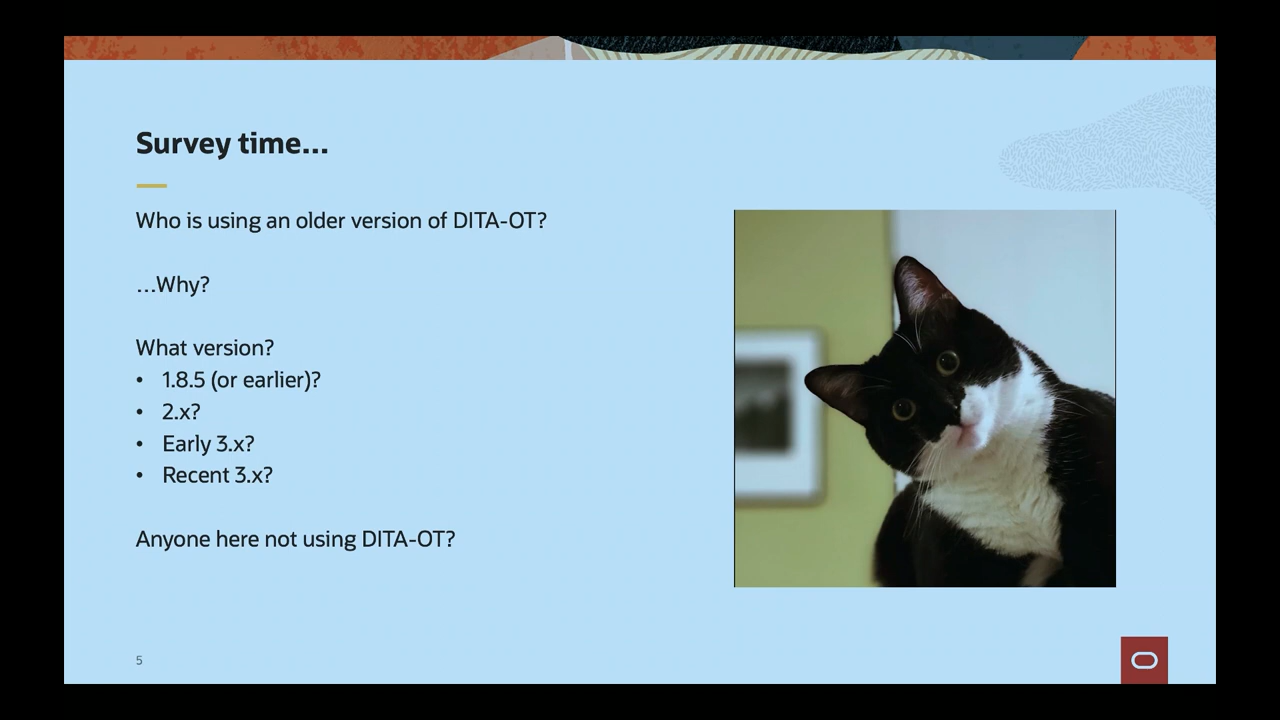 Survey time...
Who is using an older version of DITA-OT?
...Why?
What version?
• 1.8.5 (or earlier)?
• 2.x?
• Early 3.x?
• Recent 3.x?
Anyone here not using DITA-OT?
5